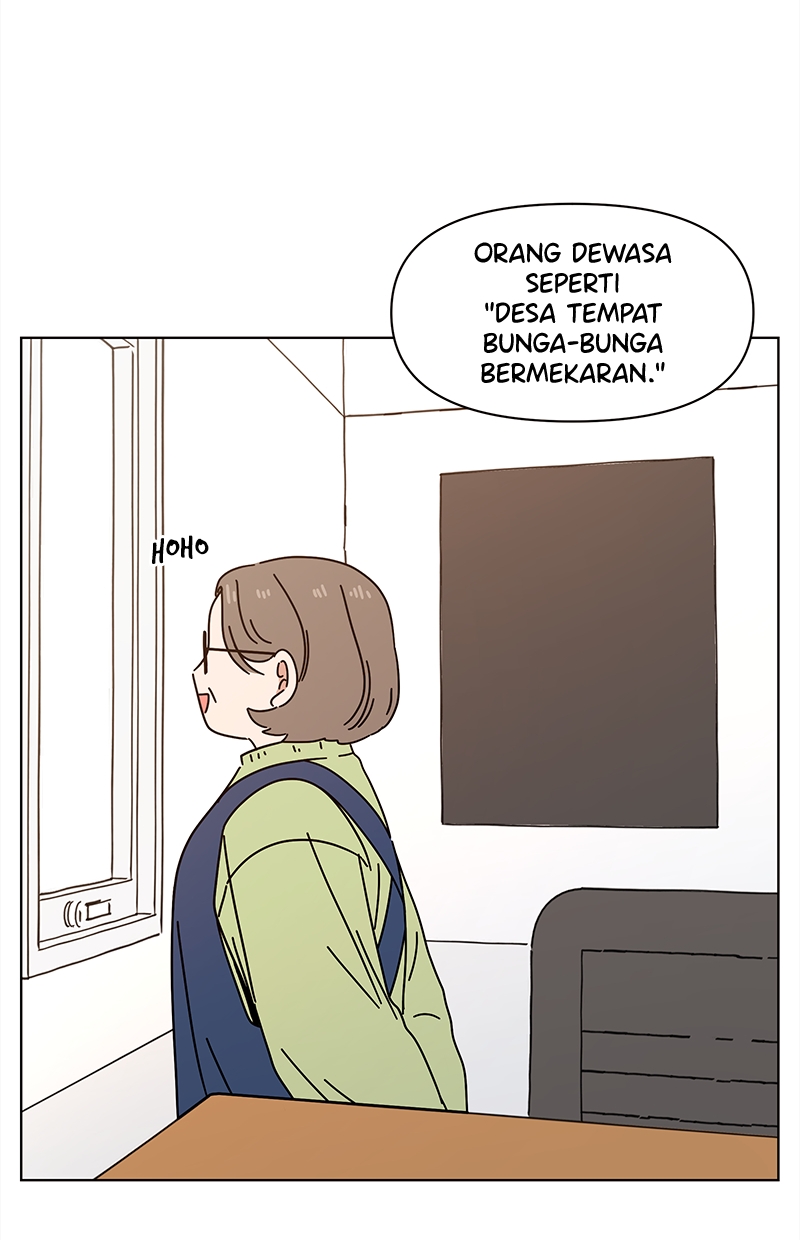 ORANG DEWASA
SEPERTI
"DESA TEMPAT
BUNGA-BUNGA
BERMEKARAN."
HOHO